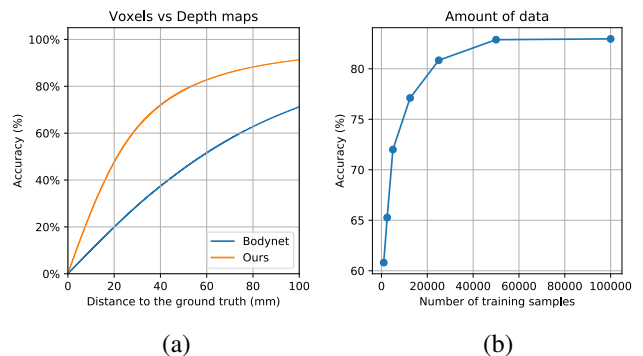 Voxels vs Depth maps
100%
80%
60%
40%
20%
0%
Accuracy (%)
0 20 40 60 80 100
Distance to the ground truth (mm)
Bodynet
Ours
(a)
Amount of data
80
75
70
65
60
Accuracy (%)
0 20000 40000 60000 80000 100000
Number of training samples
(b)